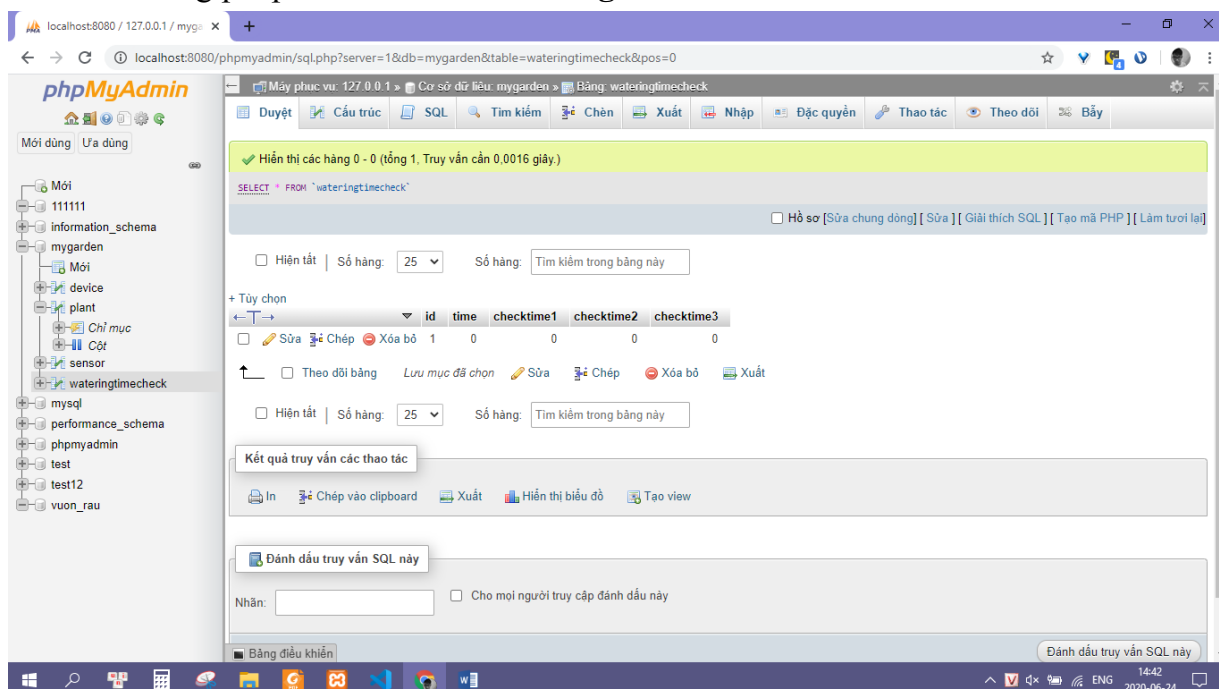 localhost:8080 / 127.0.0.1 / myga
localhost:8080/phpmyadmin/sql.php?server=1&db=mygarden&table=wateringtimecheck&pos=0
phpMyAdmin
Mới dùng Ưa dùng
Mới
111111
information_schema
mygarden
Mới
device
plant
Chỉ mục
Cột
sensor
wateringtimecheck
mysql
performance_schema
phpmyadmin
test
test12
vuon_rau
Máy phục vụ: 127.0.0.1 » Cơ sở dữ liệu: mygarden » Bảng: wateringtimecheck
Duyệt Cấu trúc SQL Tìm kiếm Chèn Xuất Nhập Đặc quyền Thao tác Theo dõi Bẫy
Hiển thị các hàng 0 - 0 (tổng 1, Truy vấn cần 0,0016 giây.)
SELECT * FROM `wateringtimecheck`
Hồ sơ [Sửa chung dòng] [ Sửa ] [ Giải thích SQL ] [ Tạo mã PHP ] [ Làm tươi lại]
Hiện tất | Số hàng: 25 Số hàng: Tìm kiếm trong bảng này
+ Tùy chọn
←T→ id time checktime1 checktime2 checktime3
Sửa Chép Xóa bỏ 1 0 0 0 0
Theo dõi bảng Lưu mục đã chọn Sửa Chép Xóa bỏ Xuất
Hiện tất | Số hàng: 25 Số hàng: Tìm kiếm trong bảng này
Kết quả truy vấn các thao tác
In Chép vào clipboard Xuất Hiển thị biểu đồ Tạo view
Đánh dấu truy vấn SQL này
Nhãn: Cho mọi người truy cập đánh dấu này
Bảng điều khiển Đánh dấu truy vấn SQL này
ENG 14:42
2020-06-24